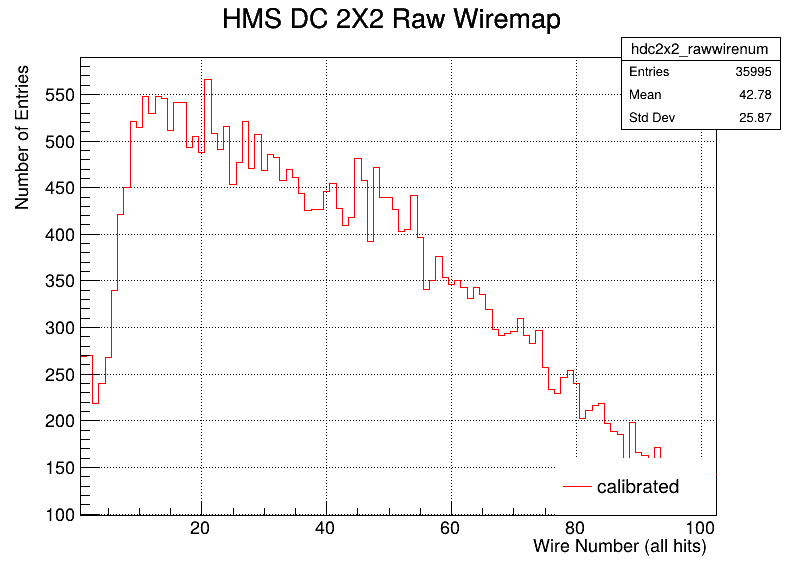 HMS DC 2X2 Raw Wiremap
hdc2x2_rawwirenum
Entries 35995
Mean 42.78
Std Dev 25.87
Number of Entries
550
500
450
400
350
300
250
200
150
100
calibrated
20 40 60 80 100
Wire Number (all hits)